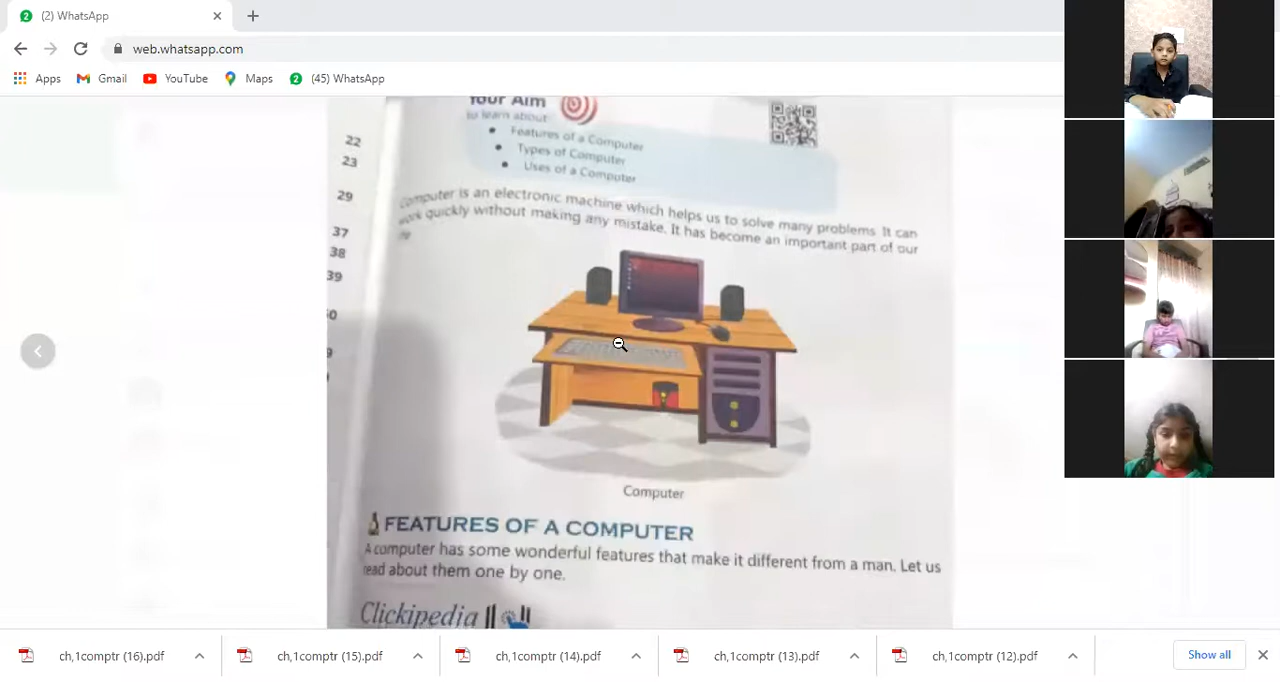 (2) WhatsApp
web.whatsapp.com
Apps
Gmail
YouTube
Maps
(45) WhatsApp
Your Aim
to learn about:
• Features of a Computer
• Types of Computer
• Uses of a Computer
22
23
29
37
38
39
Computer is an electronic machine which helps us to solve many problems. It can
work quickly without making any mistake. It has become an important part of our
Computer
FEATURES OF A COMPUTER
A computer has some wonderful features that make it different from a man. Let us
read about them one by one.
Clickipedia
ch,1comptr (16).pdf
ch,1comptr (15).pdf
ch,1comptr (14).pdf
ch,1comptr (13).pdf
ch,1comptr (12).pdf
Show all